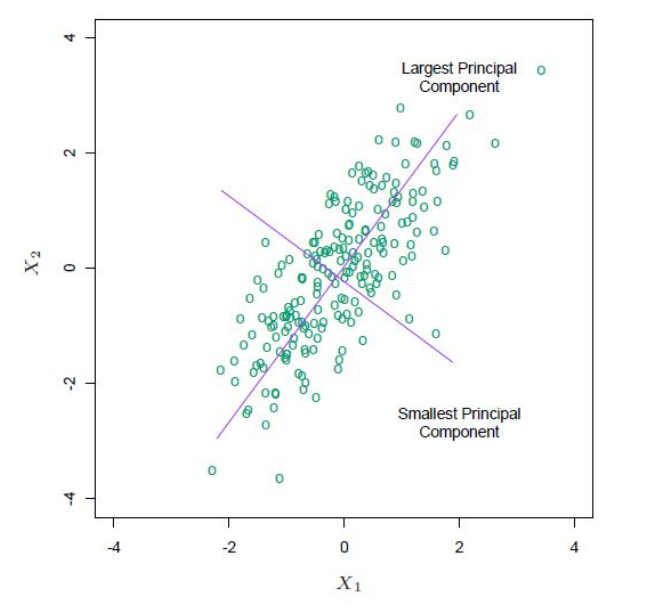 4
2
0
-2
-4
X2
Largest Principal
Component
Smallest Principal
Component
-4
-2
0
2
4
X1